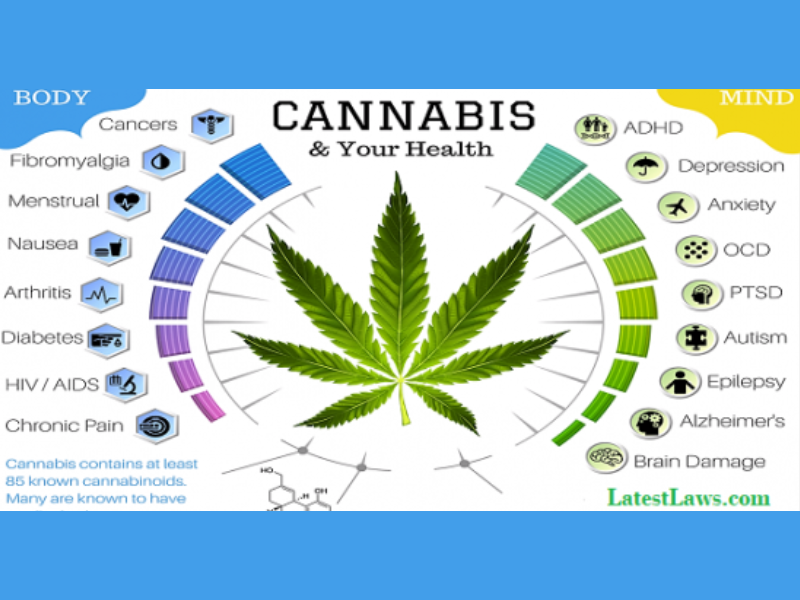 BODY
MIND
CANNABIS
& Your Health
Cancers
Fibromyalgia
Menstrual
Nausea
Arthritis
Diabetes
HIV / AIDS
Chronic Pain
ADHD
Depression
Anxiety
OCD
PTSD
Autism
Epilepsy
Alzheimer's
Brain Damage
Cannabis contains at least
85 known cannabinoids.
Many are known to have
HO
H
OH
H
LatestLaws.com